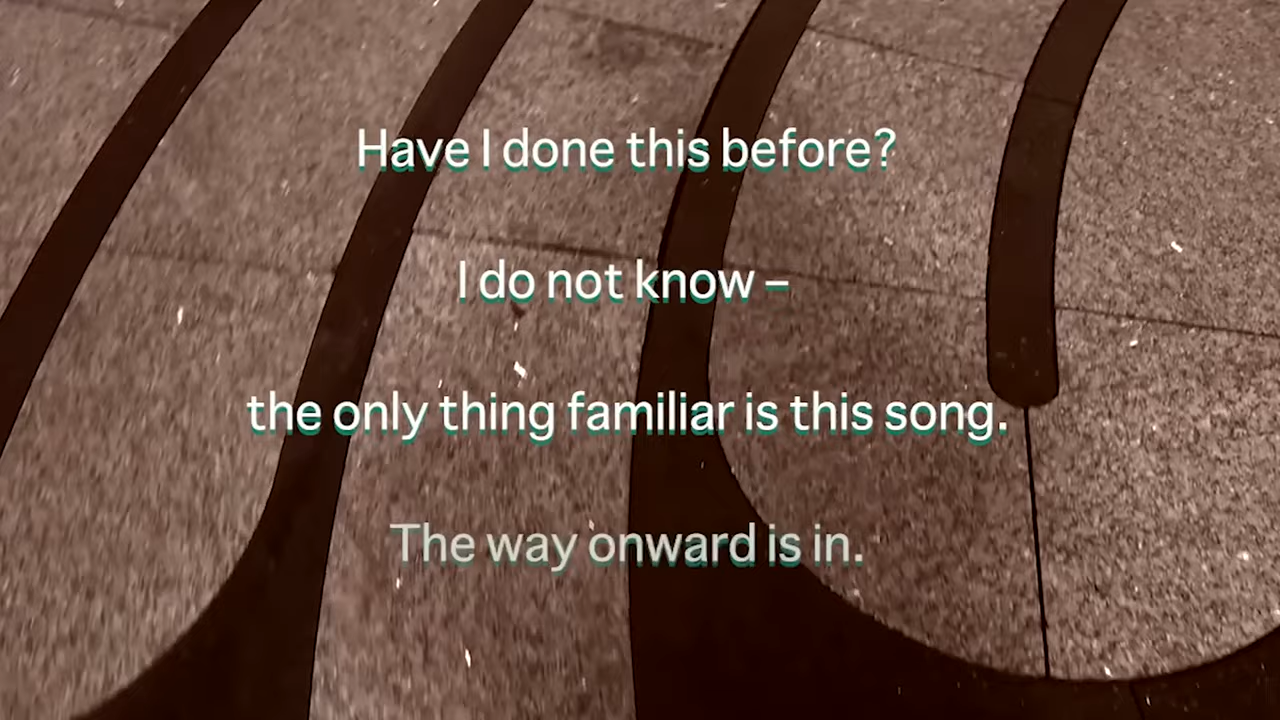 Have I done this before?
I do not know –
the only thing familiar is this song.
The way onward is in.